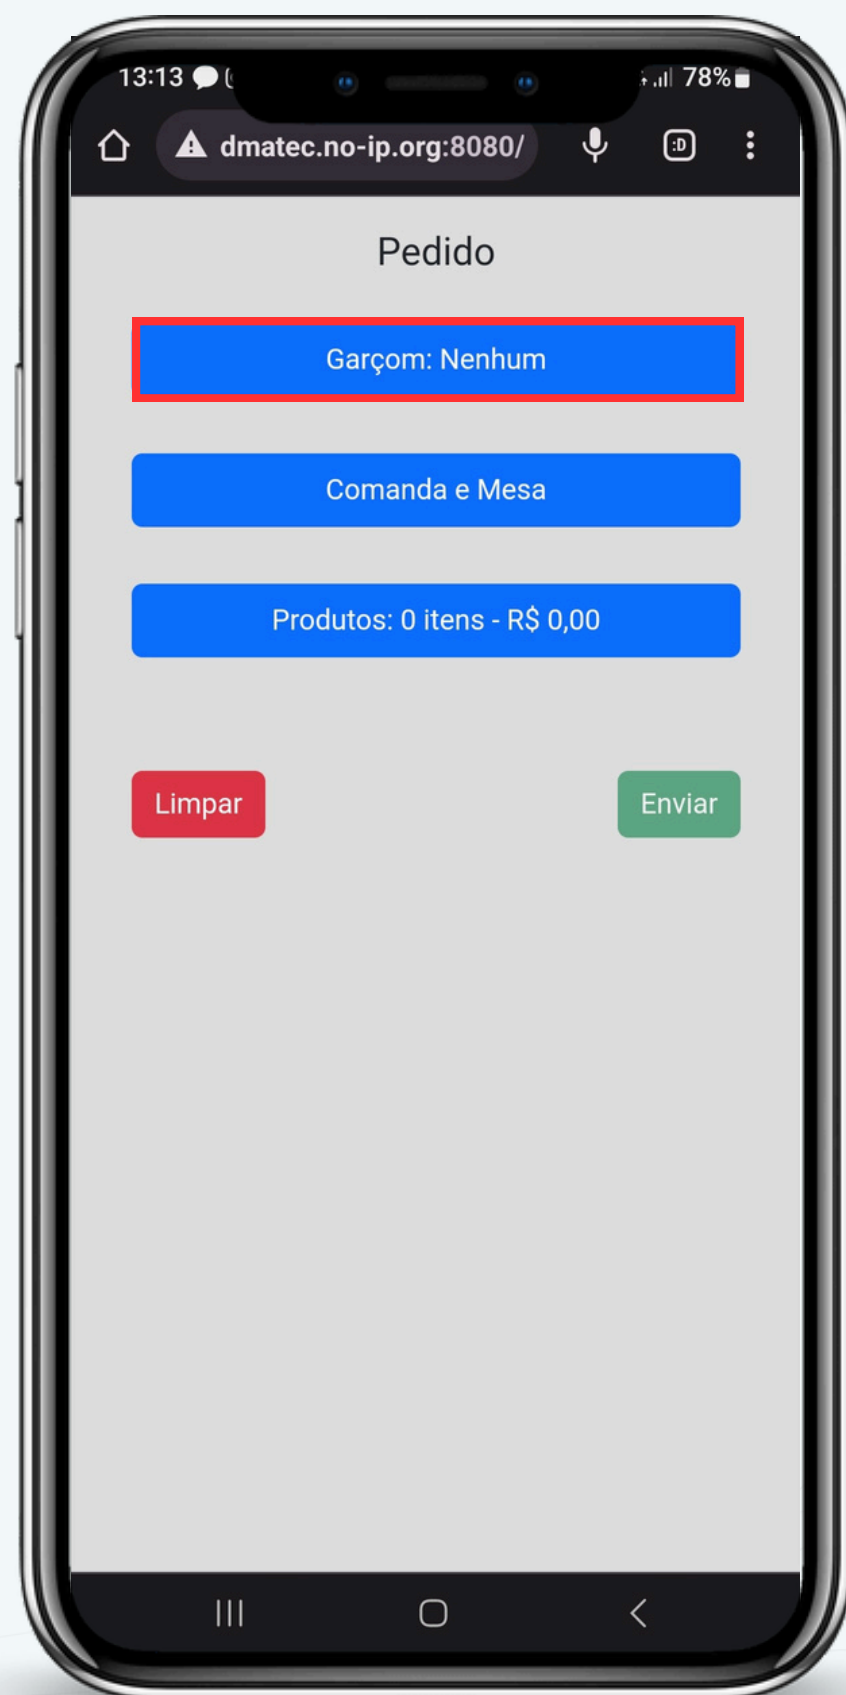 13:13
78%
dmatec.no-ip.org:8080/
:D
Pedido
Garçom: Nenhum
Comanda e Mesa
Produtos: 0 itens - R$ 0,00
Limpar
Enviar